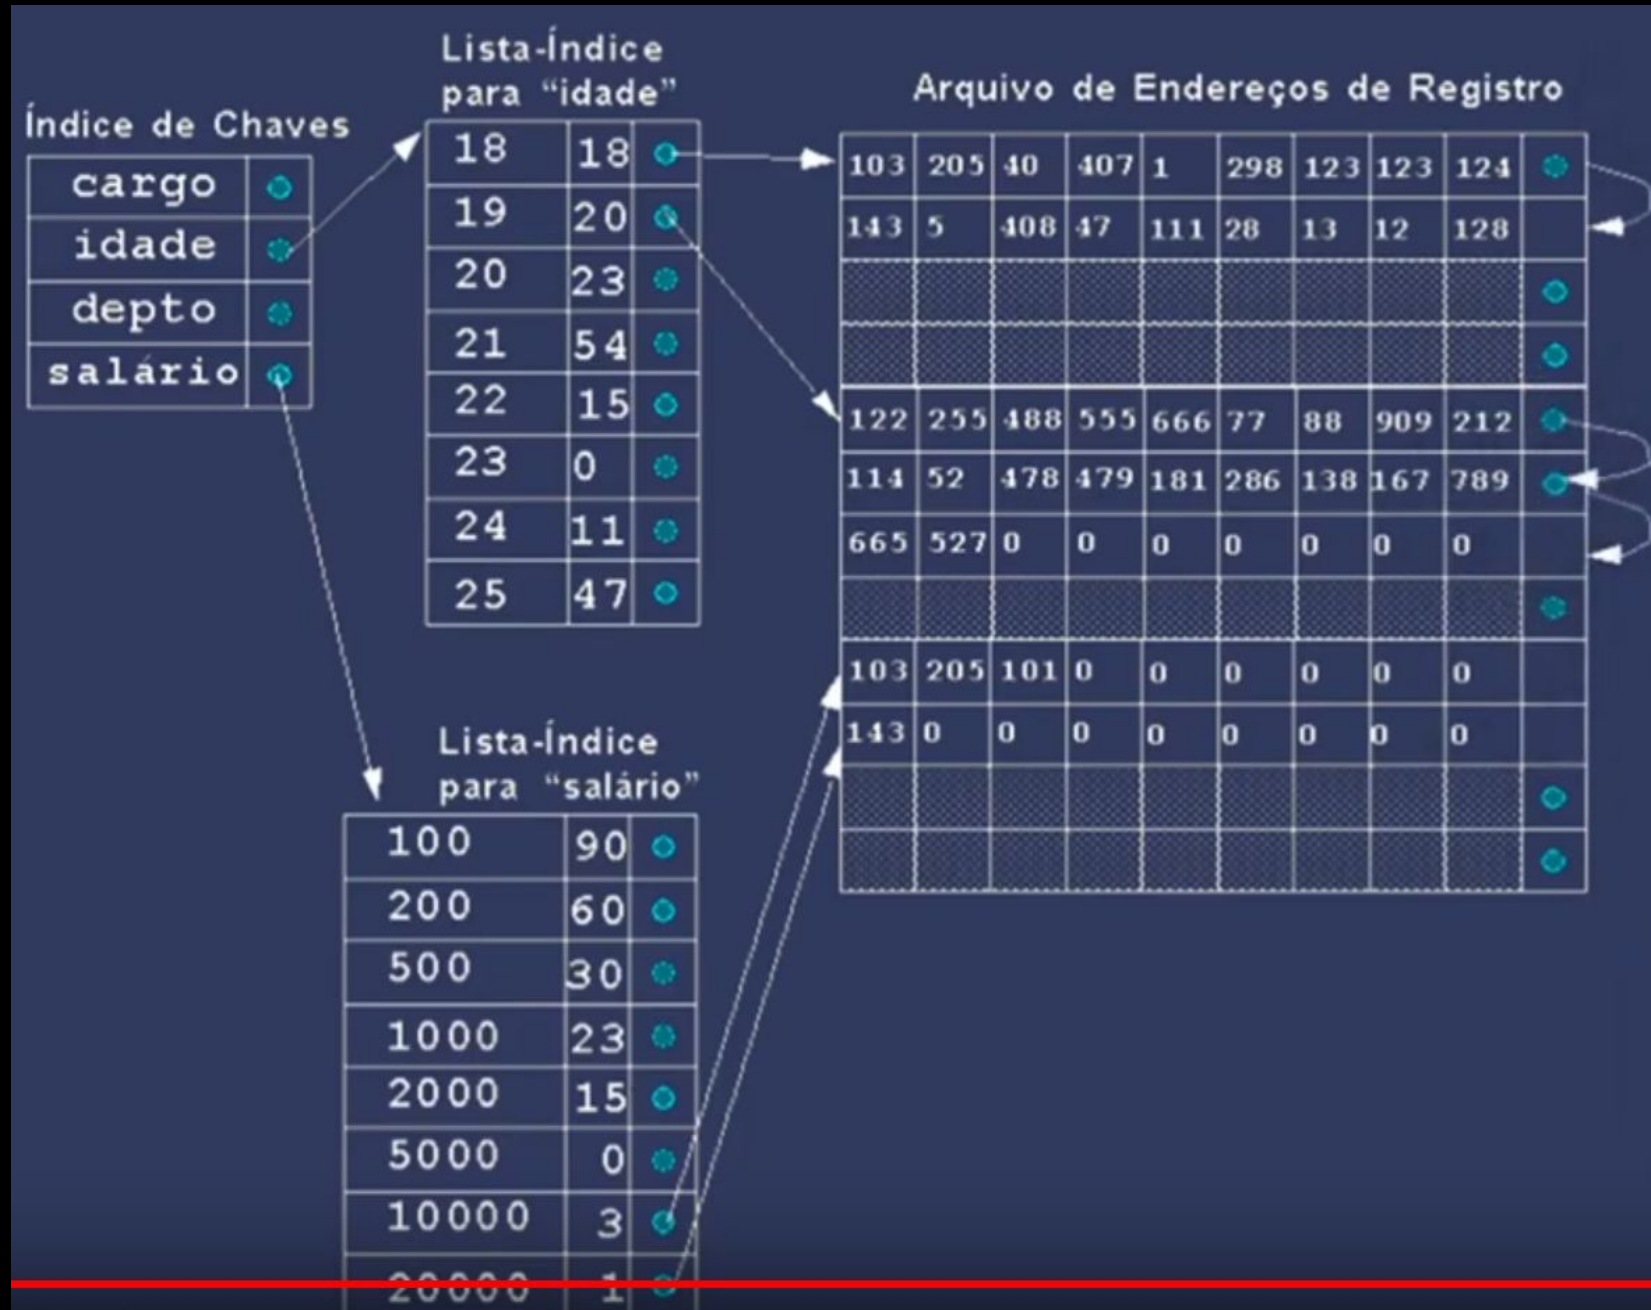 Índice de Chaves
cargo
idade
depto
salário
Lista-Índice
para “idade”
18 18
19 20
20 23
21 54
22 15
23 0
24 11
25 47
Lista-Índice
para “salário”
100 90
200 60
500 30
1000 23
2000 15
5000 0
10000 3
20000 1
Arquivo de Endereços de Registro
103 205 40 407 1 298 123 123 124
143 5 408 47 111 28 13 12 128
122 255 488 555 666 77 88 909 212
114 52 478 479 181 286 138 167 789
665 527 0 0 0 0 0 0 0
103 205 101 0 0 0 0 0 0
143 0 0 0 0 0 0 0 0